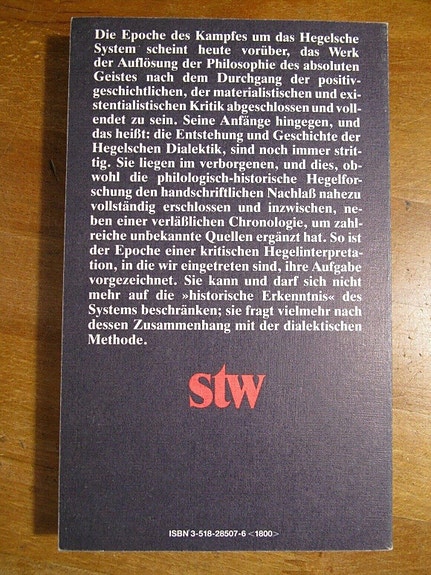 Die Epoche des Kampfes um das Hegelsche
System scheint heute vorüber, das Werk
der Auflösung der Philosophie des absoluten
Geistes nach dem Durchgang der positiv-
geschichtlichen, der materialistischen und exi-
stentialistischen Kritik abgeschlossen und voll-
endet zu sein. Seine Anfänge hingegen, und
das heißt: die Entstehung und Geschichte der
Hegelschen Dialektik, sind noch immer strit-
tig. Sie liegen im verborgenen, und dies, ob-
wohl die philologisch-historische Hegelfor-
schung den handschriftlichen Nachlaß nahezu
vollständig erschlossen und inzwischen, ne-
ben einer verläßlichen Chronologie, um zahl-
reiche unbekannte Quellen ergänzt hat. So ist
der Epoche einer kritischen Hegelinterpreta-
tion, in die wir eingetreten sind, ihre Aufgabe
vorgezeichnet. Sie kann und darf sich nicht
mehr auf die »historische Erkenntnis« des
Systems beschränken; sie fragt vielmehr nach
dessen Zusammenhang mit der dialektischen
Methode.
stw
ISBN 3-518-28507-6 <1800>